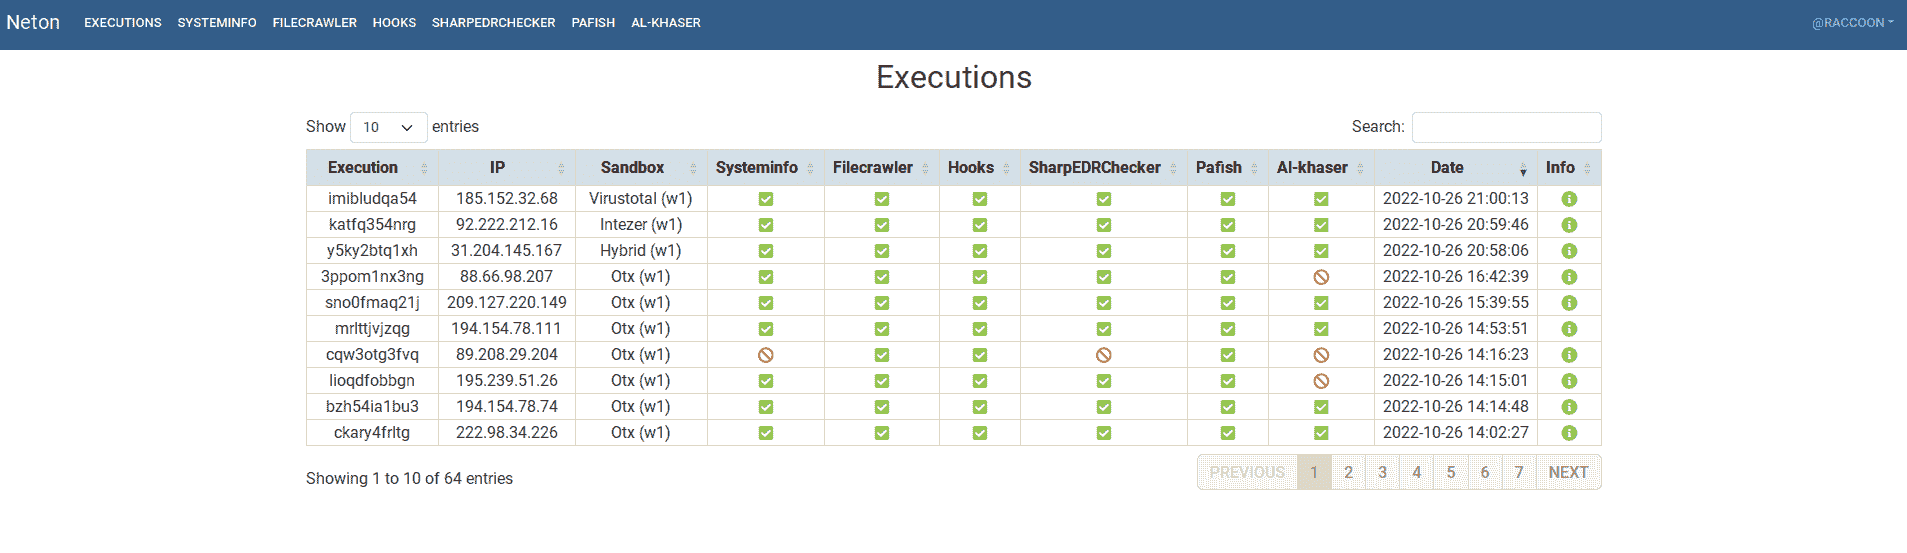 Neton EXECUTIONS SYSTEMINFO FILECRAWLER HOOKS SHARPEDRCHECKER PAFISH AL-KHASER @RACCOON
Executions
Show 10 entries Search:
Execution IP Sandbox Systeminfo Filecrawler Hooks SharpEDRChecker Pafish Al-khaser Date Info
imibludqa54 185.152.32.68 Virustotal (w1) 2022-10-26 21:00:13
katfq354nrg 92.222.212.16 Intezer (w1) 2022-10-26 20:59:46
y5ky2btq1xh 31.204.145.167 Hybrid (w1) 2022-10-26 20:58:06
3ppom1nx3ng 88.66.98.207 Otx (w1) 2022-10-26 16:42:39
sno0fmaq21j 209.127.220.149 Otx (w1) 2022-10-26 15:39:55
mrlttjvjzqg 194.154.78.111 Otx (w1) 2022-10-26 14:53:51
cqw3otg3fvq 89.208.29.204 Otx (w1) 2022-10-26 14:16:23
lioqdfobbgn 195.239.51.26 Otx (w1) 2022-10-26 14:15:01
bzh54ia1bu3 194.154.78.74 Otx (w1) 2022-10-26 14:14:48
ckary4frltg 222.98.34.226 Otx (w1) 2022-10-26 14:02:27
Showing 1 to 10 of 64 entries PREVIOUS 1 2 3 4 5 6 7 NEXT